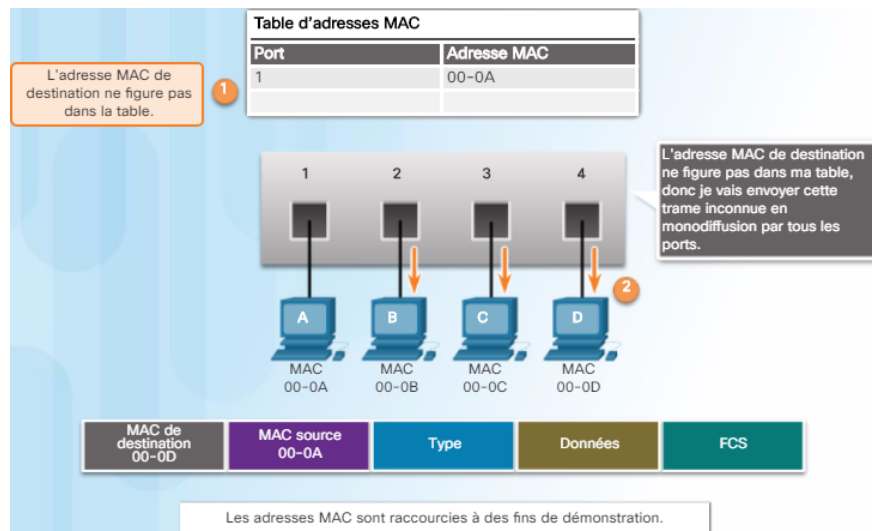 Table d'adresses MAC
Port Adresse MAC
1 00-0A
L'adresse MAC de
destination ne figure pas
dans la table.
1
1 2 3 4
L'adresse MAC de destination
ne figure pas dans ma table,
donc je vais envoyer cette
trame inconnue en
monodiffusion par tous les
ports.
2
A B C D
MAC MAC MAC MAC
00-0A 00-0B 00-0C 00-0D
MAC de
destination
00-0D
MAC source
00-0A
Type
Données
FCS
Les adresses MAC sont raccourcies à des fins de démonstration.